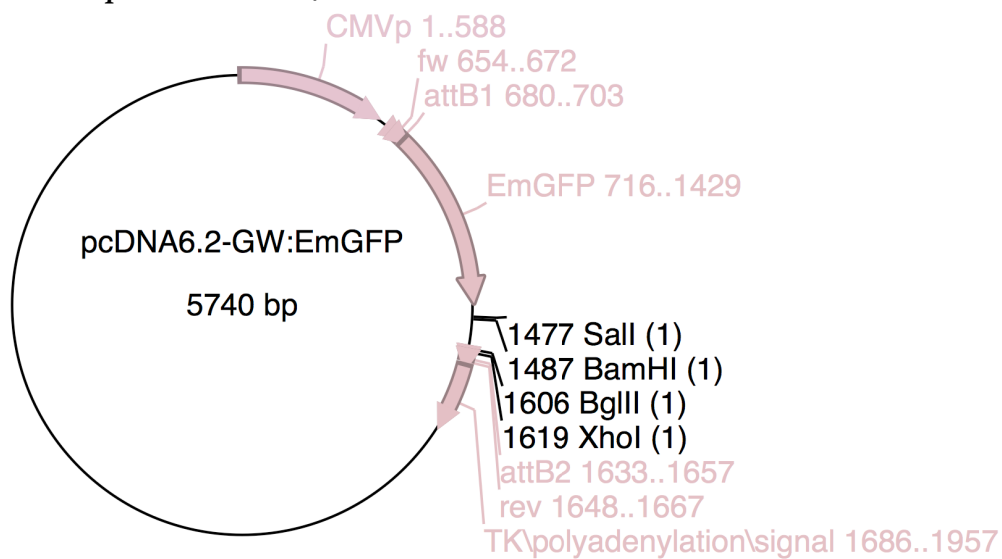 CMVp 1..588
fw 654..672
attB1 680..703
EmGFP 716..1429
pcDNA6.2-GW:EmGFP
5740 bp
1477 SalI (1)
1487 BamHI (1)
1606 BglII (1)
1619 XhoI (1)
attB2 1633..1657
rev 1648..1667
TK\polyadenylation\signal 1686..1957